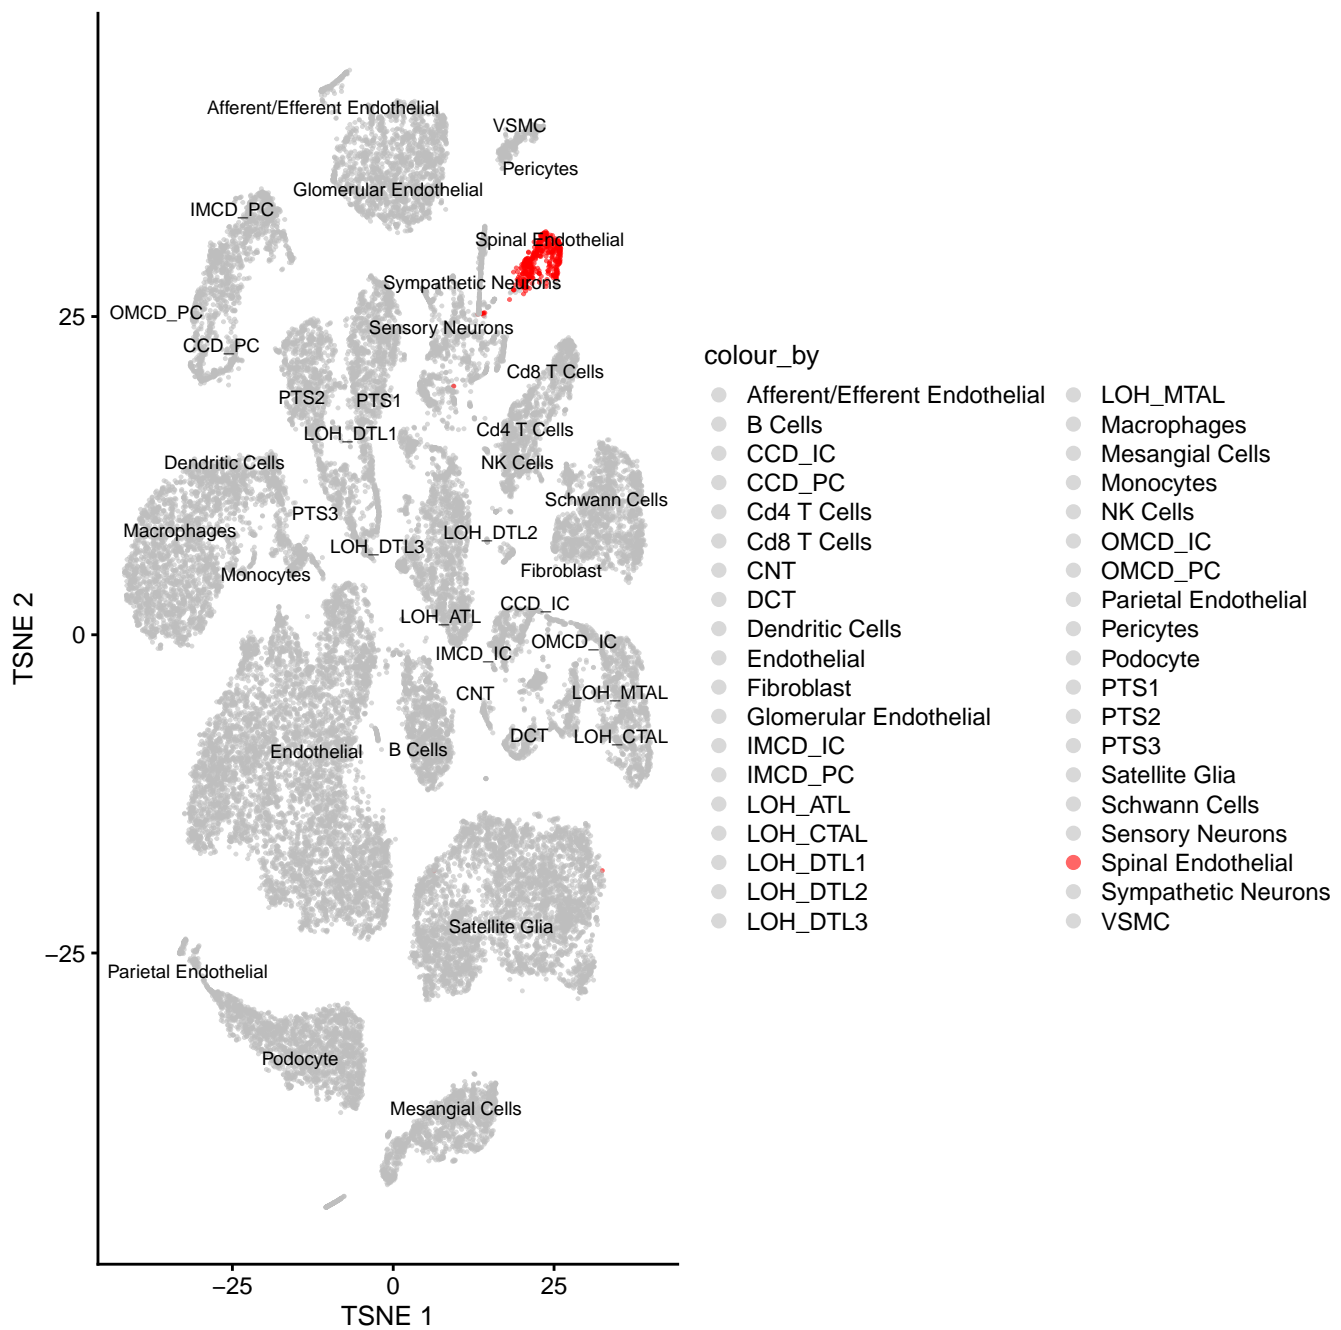 Afferent/Efferent Endothelial
VSMC
Pericytes
Glomerular Endothelial
IMCD_PC
Spinal Endothelial
Sympathetic Neurons
OMCD_PC
25
Sensory Neurons
CCD_PC
Cd8 T Cells
PTS2
PTS1
LOH_DTL1
Cd4 T Cells
Dendritic Cells
NK Cells
Schwann Cells
PTS3
Macrophages
LOH_DTL2
LOH_DTL3
Monocytes
Fibroblast
CCD_IC
LOH_ATL
0
OMCD_IC
IMCD_IC
CNT
LOH_MTAL
DCT
LOH_CTAL
Endothelial
B Cells
Satellite Glia
−25
Parietal Endothelial
Podocyte
Mesangial Cells
TSNE 2
−25
0
25
TSNE 1
colour_by
Afferent/Efferent Endothelial
B Cells
CCD_IC
CCD_PC
Cd4 T Cells
Cd8 T Cells
CNT
DCT
Dendritic Cells
Endothelial
Fibroblast
Glomerular Endothelial
IMCD_IC
IMCD_PC
LOH_ATL
LOH_CTAL
LOH_DTL1
LOH_DTL2
LOH_DTL3
LOH_MTAL
Macrophages
Mesangial Cells
Monocytes
NK Cells
OMCD_IC
OMCD_PC
Parietal Endothelial
Pericytes
Podocyte
PTS1
PTS2
PTS3
Satellite Glia
Schwann Cells
Sensory Neurons
Spinal Endothelial
Sympathetic Neurons
VSMC